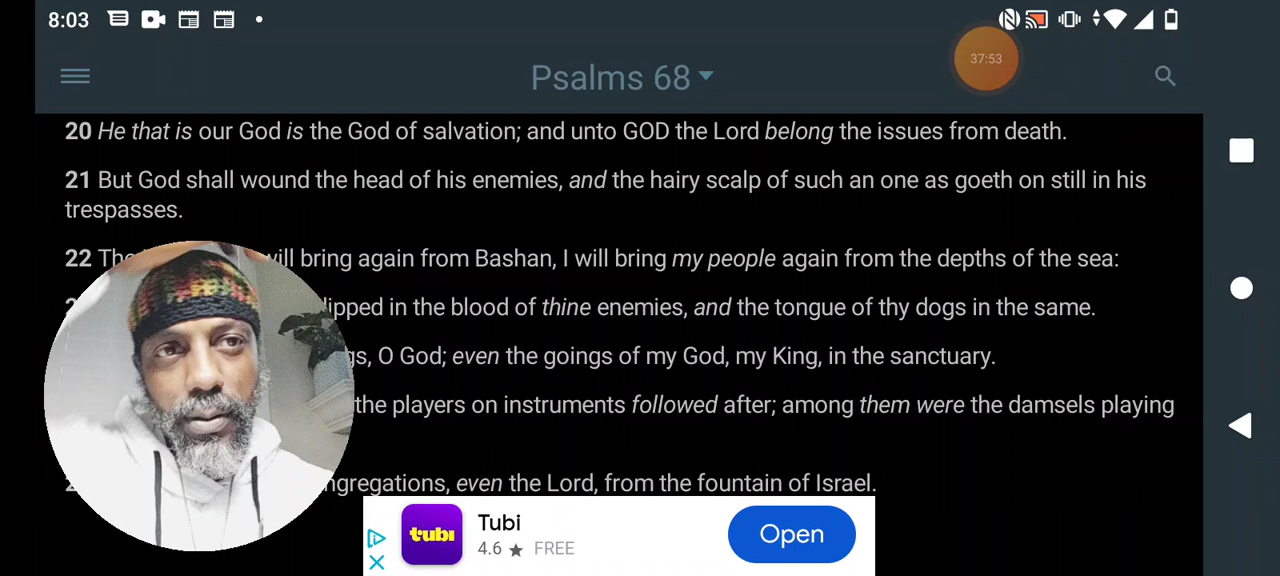 8:03
37:53
Psalms 68
20 He that is our God is the God of salvation; and unto GOD the Lord belong the issues from death.
21 But God shall wound the head of his enemies, and the hairy scalp of such an one as goeth on still in his
trespasses.
22 will bring again from Bashan, I will bring my people again from the depths of the sea:
dipped in the blood of thine enemies, and the tongue of thy dogs in the same.
O God; even the goings of my God, my King, in the sanctuary.
the players on instruments followed after; among them were the damsels playing
congregations, even the Lord, from the fountain of Israel.
tubi
Tubi
4.6 ★ FREE
Open